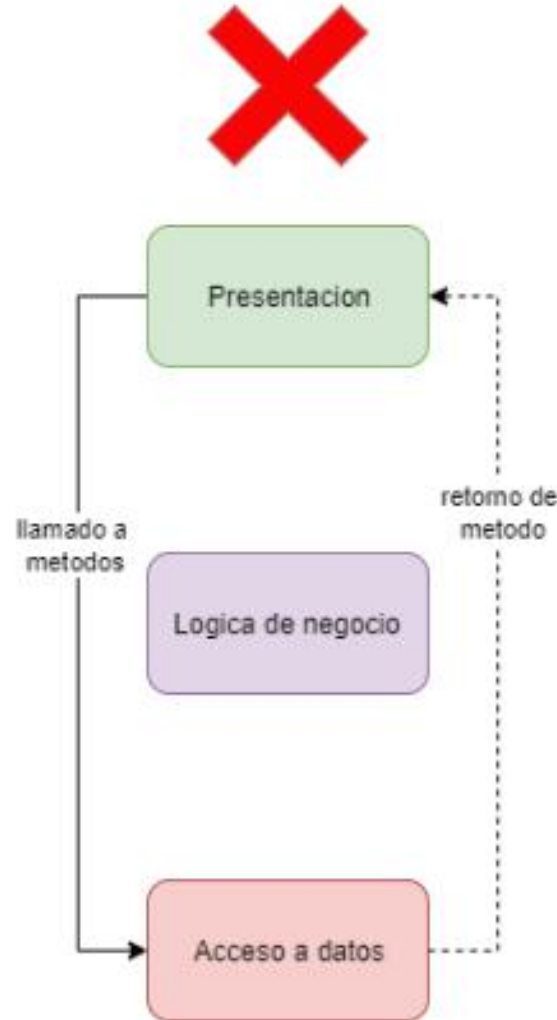 Presentacion
llamado a
metodos
retorno de
metodo
Logica de negocio
Acceso a datos